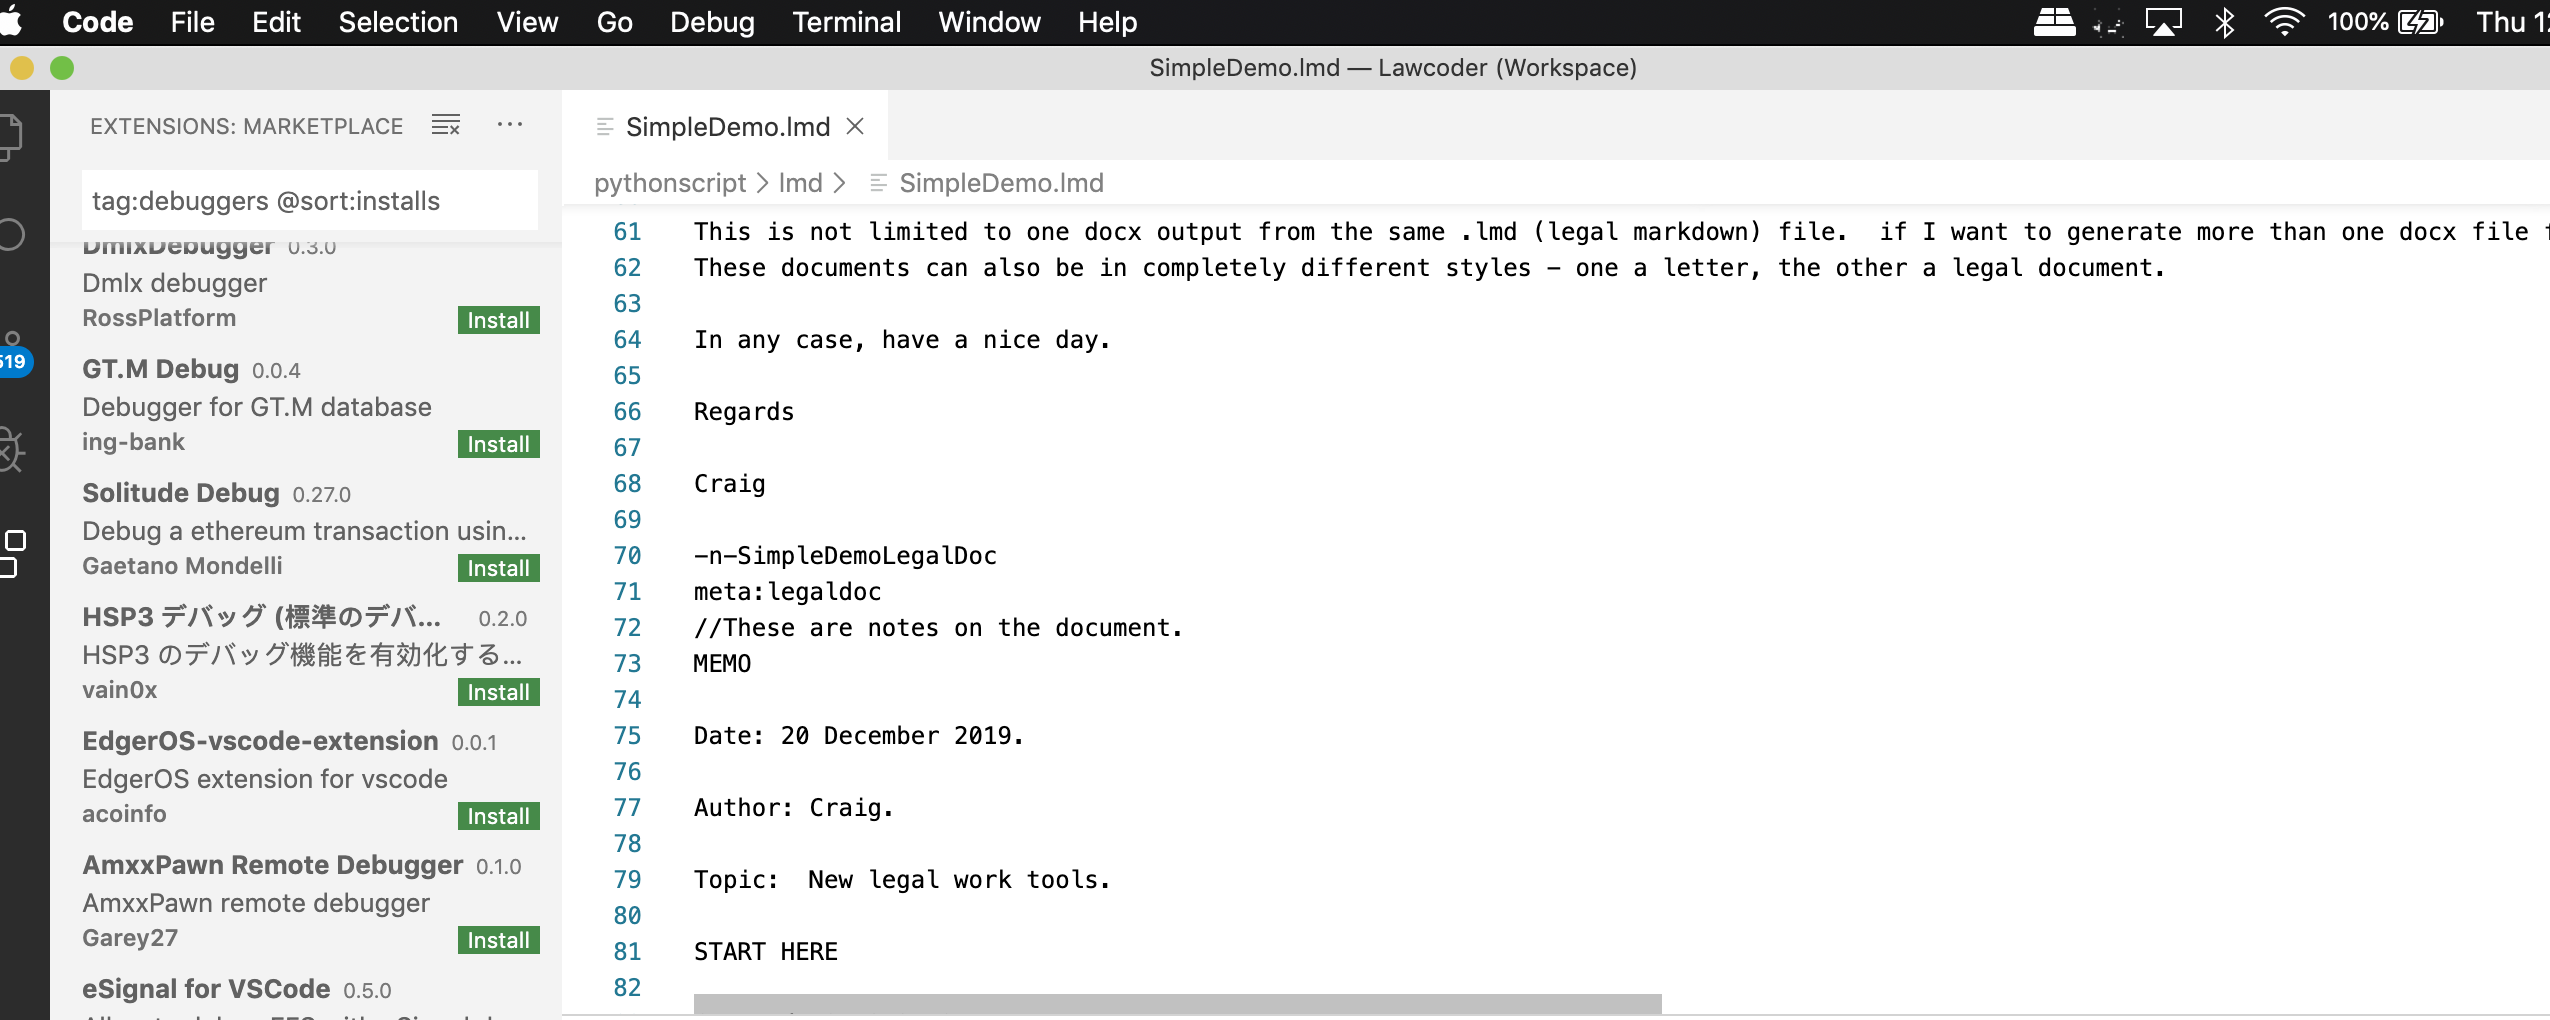 Code File Edit Selection View Go Debug Terminal Window Help 100% Thu
SimpleDemo.lmd — Lawcoder (Workspace)
EXTENSIONS: MARKETPLACE
tag:debuggers @sort:installs
DmlxDebugger 0.3.0
Dmlx debugger
RossPlatform Install
GT.M Debug 0.0.4
Debugger for GT.M database
ing-bank Install
Solitude Debug 0.27.0
Debug a ethereum transaction usin...
Gaetano Mondelli Install
HSP3 デバッグ (標準のデバ... 0.2.0
HSP3 のデバッグ機能を有効化する...
vain0x Install
EdgerOS-vscode-extension 0.0.1
EdgerOS extension for vscode
acoinfo Install
AmxxPawn Remote Debugger 0.1.0
AmxxPawn remote debugger
Garey27 Install
eSignal for VSCode 0.5.0
519
SimpleDemo.lmd
pythonscript > lmd > SimpleDemo.lmd
61 This is not limited to one docx output from the same .lmd (legal markdown) file.  if I want to generate more than one docx file
62 These documents can also be in completely different styles – one a letter, the other a legal document.
63
64 In any case, have a nice day.
65
66 Regards
67
68 Craig
69
70 -n-SimpleDemoLegalDoc
71 meta:legaldoc
72 //These are notes on the document.
73 MEMO
74
75 Date: 20 December 2019.
76
77 Author: Craig.
78
79 Topic:  New legal work tools.
80
81 START HERE
82